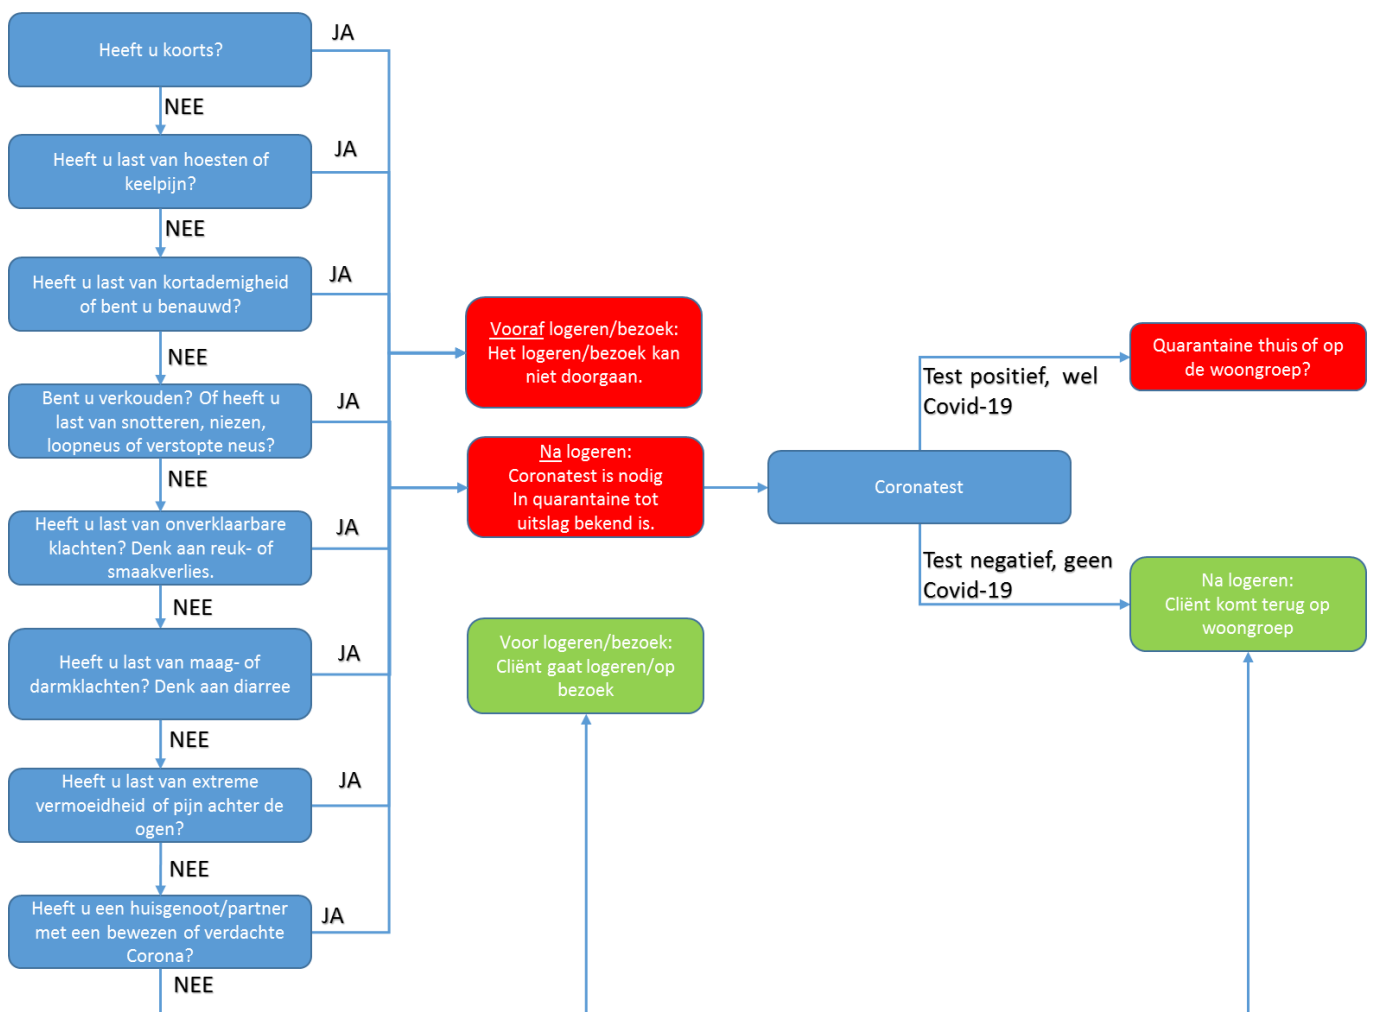 Heeft u koorts?
JA
NEE
Heeft u last van hoesten of
keelpijn?
JA
NEE
Heeft u last van kortademigheid
of bent u benauwd?
JA
NEE
Bent u verkouden? Of heeft u
last van snotteren, niezen,
loopneus of verstopte neus?
JA
NEE
Heeft u last van onverklaarbare
klachten? Denk aan reuk- of
smaakverlies.
JA
NEE
Heeft u last van maag- of
darmklachten? Denk aan diarree
JA
NEE
Heeft u last van extreme
vermoeidheid of pijn achter de
ogen?
JA
NEE
Heeft u een huisgenoot/partner
met een bewezen of verdachte
Corona?
JA
NEE
Vooraf logeren/bezoek:
Het logeren/bezoek kan
niet doorgaan.
Na logeren:
Coronatest is nodig
In quarantaine tot
uitslag bekend is.
Voor logeren/bezoek:
Cliënt gaat logeren/op
bezoek
Coronatest
Test positief, wel
Covid-19
Quarantaine thuis of op
de woongroep?
Test negatief, geen
Covid-19
Na logeren:
Cliënt komt terug op
woongroep